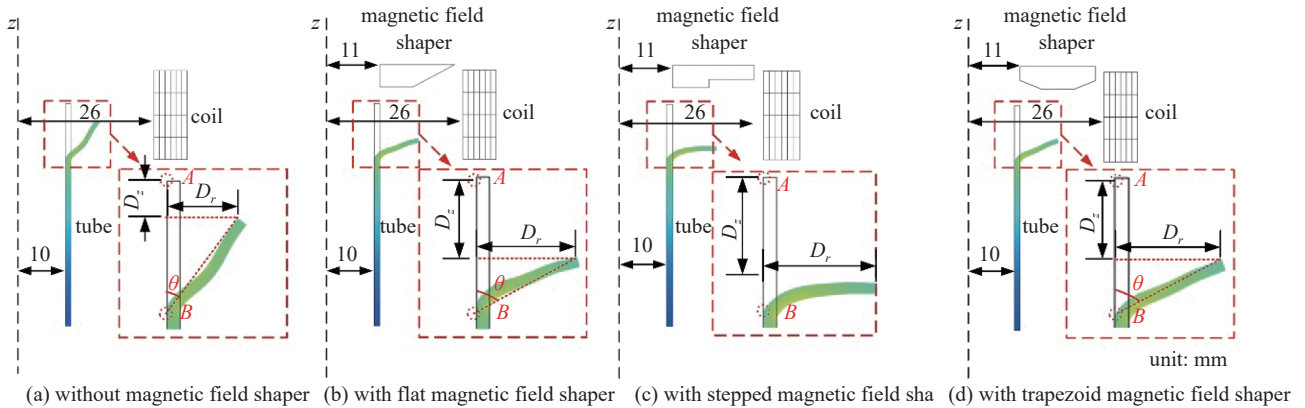 z
26
coil
A
D_z
D_r
tube
10
θ
B
(a) without magnetic field shaper
magnetic field
shaper
z
11
26
coil
A
D_z
D_r
tube
10
θ
B
(b) with flat magnetic field shaper
magnetic field
shaper
z
11
26
coil
A
D_z
D_r
tube
10
B
(c) with stepped magnetic field sha
magnetic field
shaper
z
11
26
coil
A
D_z
D_r
tube
10
θ
B
unit: mm
(d) with trapezoid magnetic field shaper